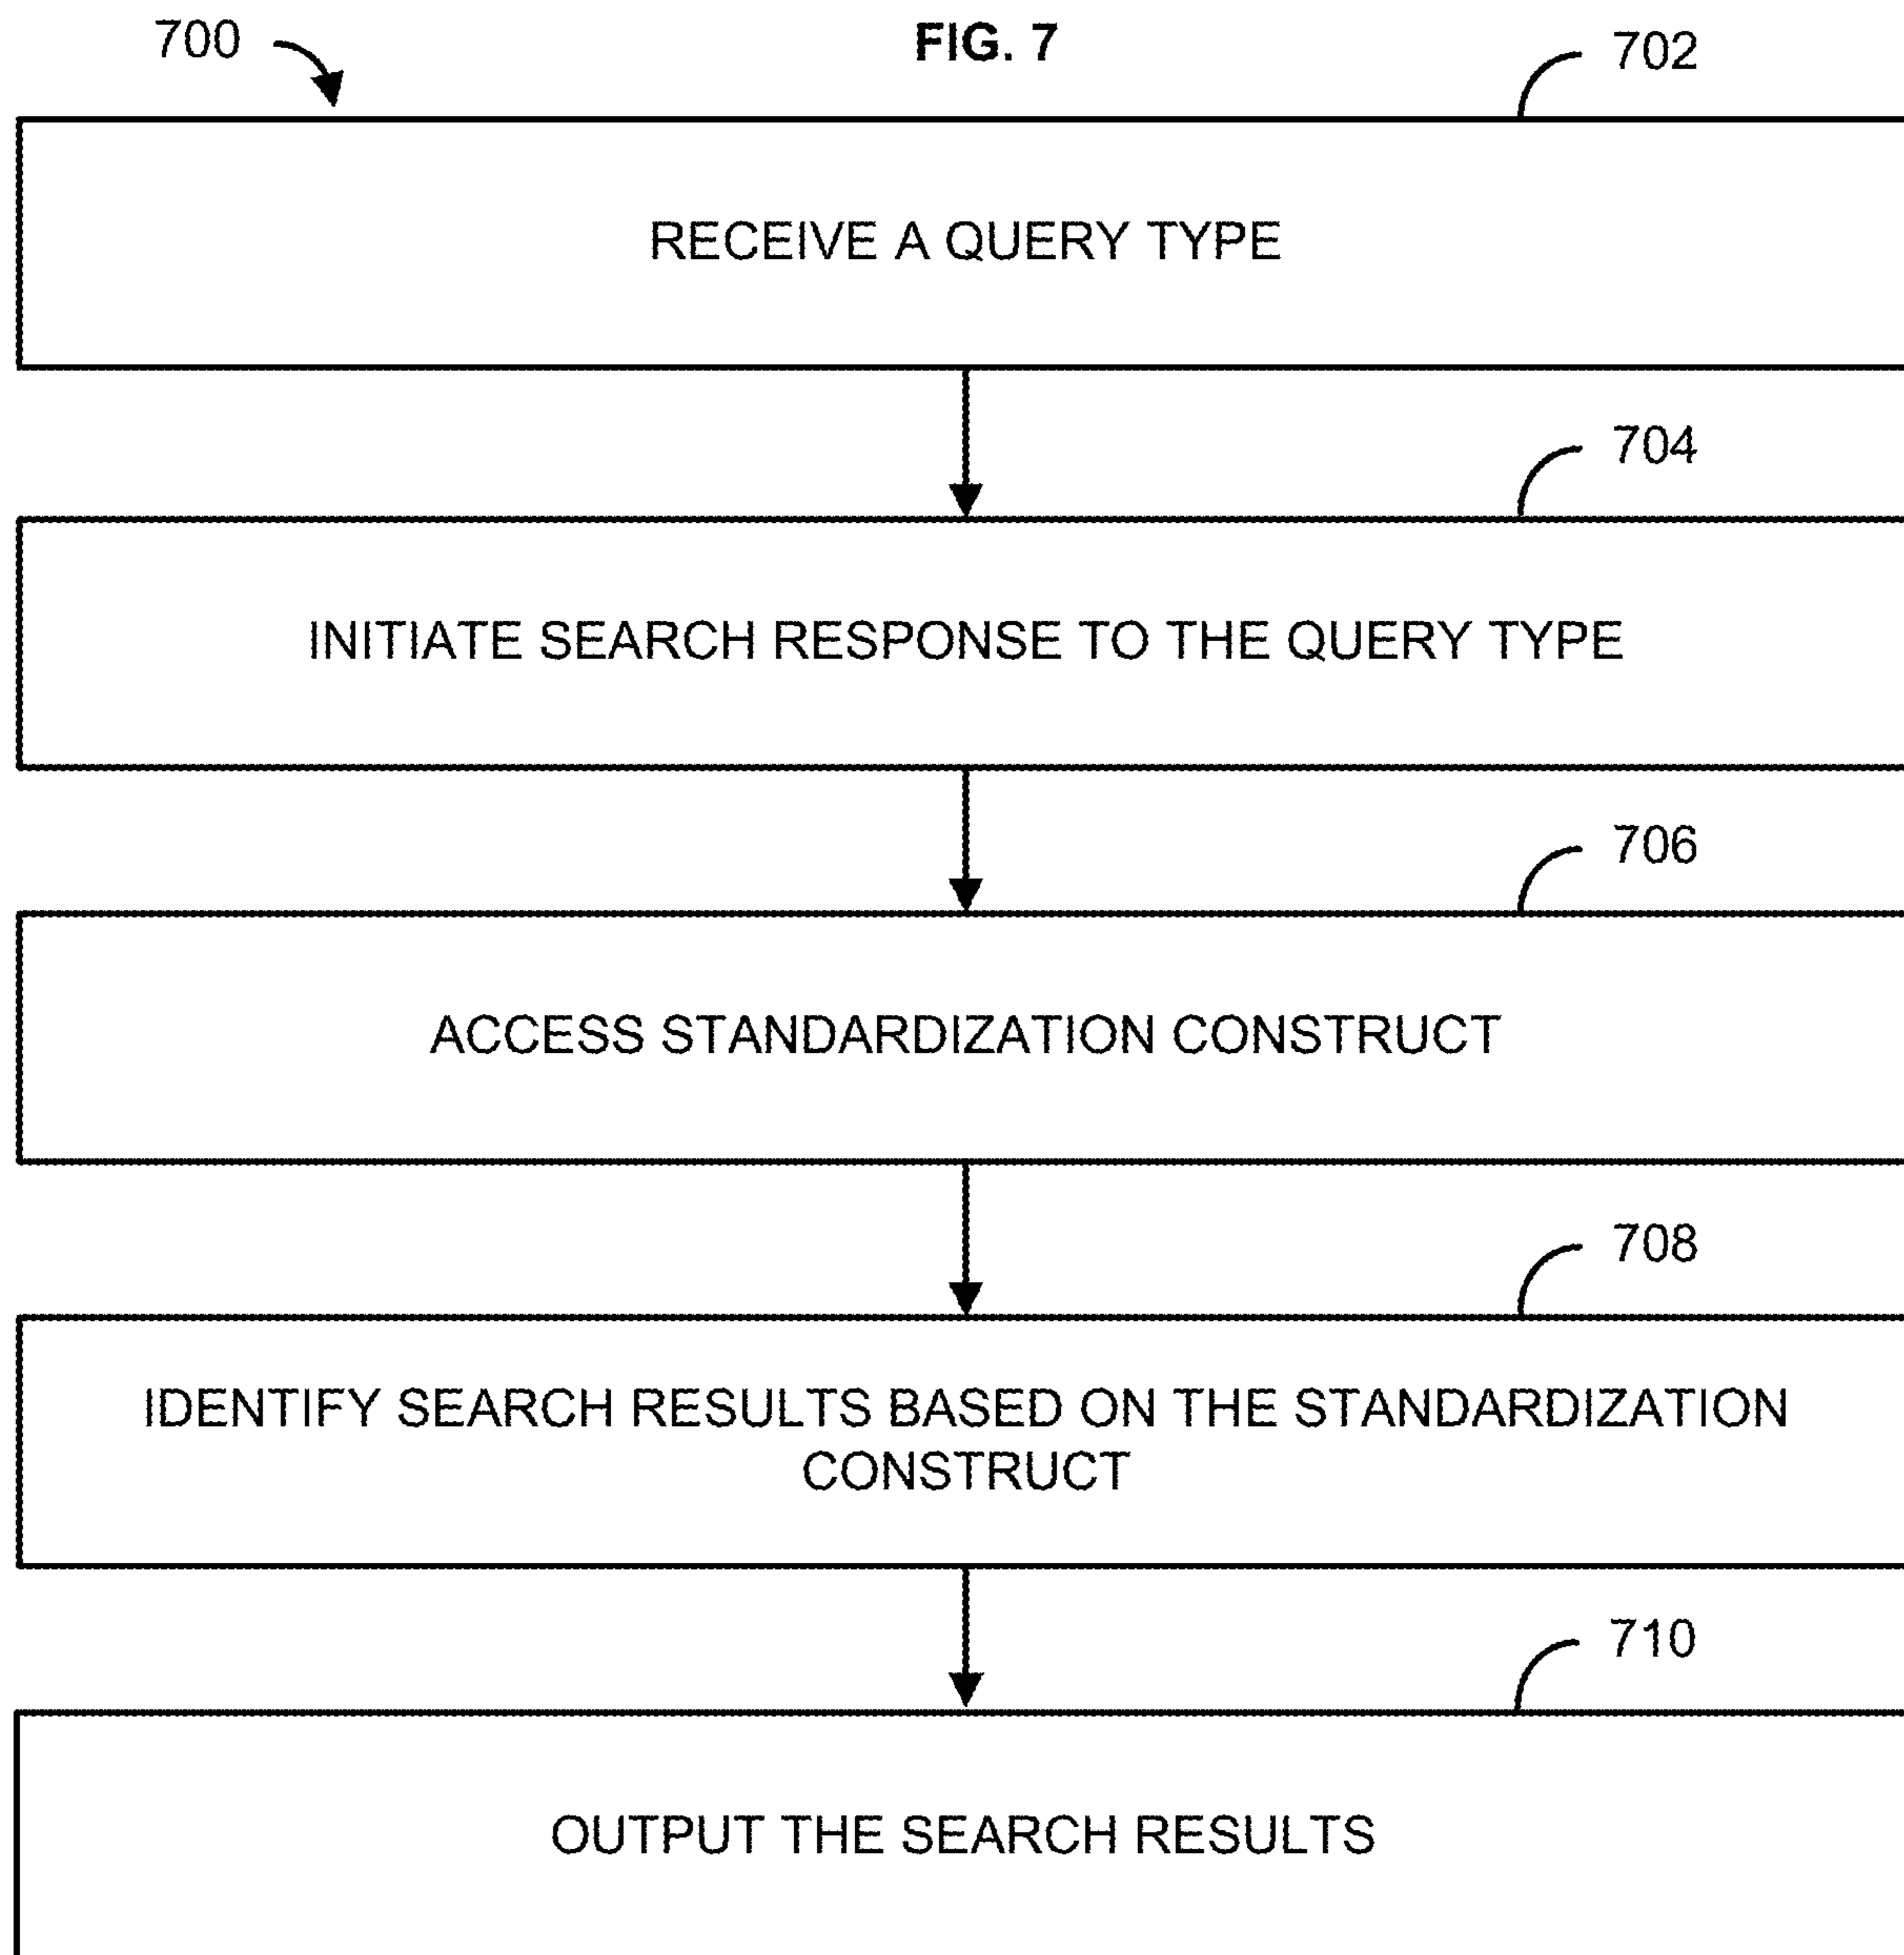 700
FIG. 7
702
RECEIVE A QUERY TYPE
704
INITIATE SEARCH RESPONSE TO THE QUERY TYPE
706
ACCESS STANDARDIZATION CONSTRUCT
708
IDENTIFY SEARCH RESULTS BASED ON THE STANDARDIZATION
CONSTRUCT
710
OUTPUT THE SEARCH RESULTS